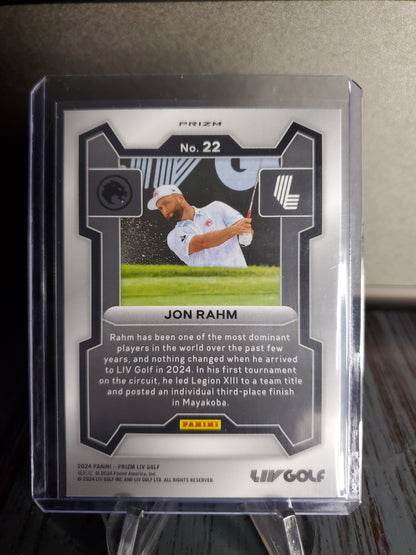 PRIZM
No. 22
JON RAHM
Rahm has been one of the most dominant
players in the world over the past few
years, and nothing changed when he arrived
to LIV Golf in 2024. In his first tournament
on the circuit, he led Legion XIII to a team title
and posted an individual third-place finish
in Mayakoba.
PANINI
2024 PANINI - PRIZM LIV GOLF
© 2024 Panini America, Inc.
© 2024 LIV GOLF INC AND LIV GOLF LTD. ALL RIGHTS RESERVED.
LIV GOLF